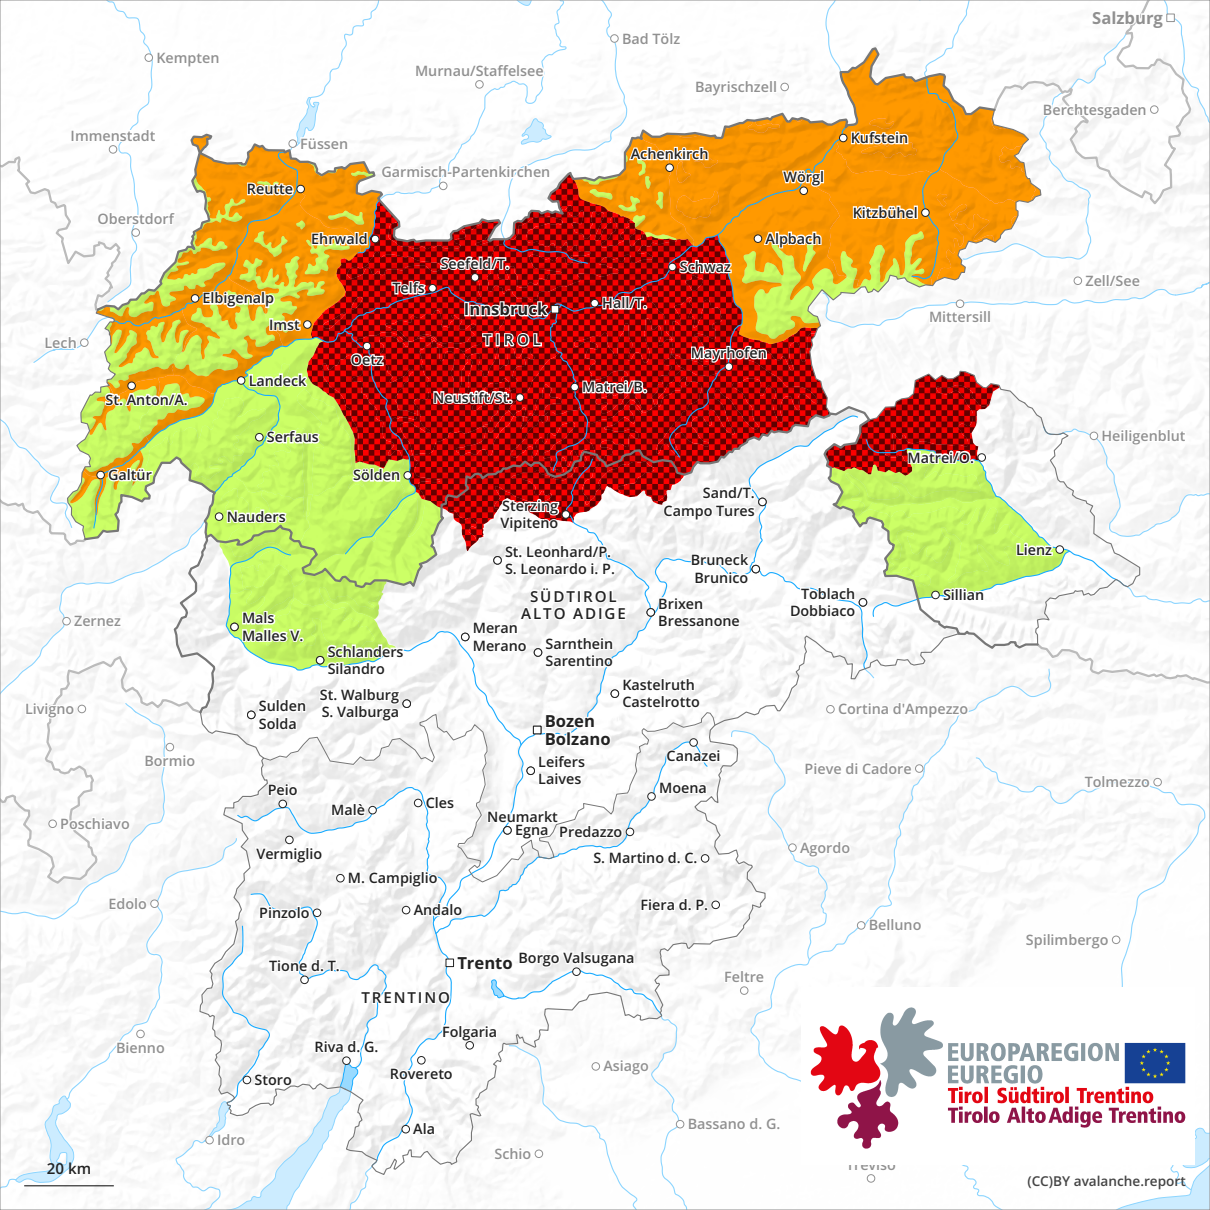 Salzburg
Bad Tölz
Kempten
Murnau/Staffelsee
Bayrischzell
Berchtesgaden
Immenstadt
Füssen
Kufstein
Achenkirch
Garmisch-Partenkirchen
Wörgl
Reutte
Kitzbühel
Oberstdorf
Ehrwald
Alpbach
Seefeld/T.
Schwaz
Zell/See
Telfs
Elbigenalp
Hall/T.
Innsbruck
Mittersill
Imst
TIROL
Lech
Mayrhofen
Oetz
Landeck
Matrei/B.
St. Anton/A.
Neustift/St.
Serfaus
Heiligenblut
Matrei/O.
Galtür
Sölden
Sand/T.
Campo Tures
Sterzing
Vipiteno
Nauders
St. Leonhard/P.
S. Leonardo i. P.
Lienz
Bruneck
Brunico
SÜDTIROL
ALTO ADIGE
Toblach
Dobbiaco
Sillian
Brixen
Bressanone
Zernez
Mals
Malles V.
Meran
Merano
Sarnthein
Sarentino
Schlanders
Silandro
Kastelruth
Castelrotto
St. Walburg
S. Valburga
Sulden
Solda
Livigno
Cortina d'Ampezzo
Bozen
Bolzano
Bormio
Canazei
Leifers
Laives
Pieve di Cadore
Tolmezzo
Peio
Moena
Malè
Cles
Neumarkt
Egna
Predazzo
Poschiavo
Vermiglio
Agordo
S. Martino d. C.
M. Campiglio
Edolo
Fiera d. P.
Pinzolo
Andalo
Belluno
Spilimbergo
Trento
Borgo Valsugana
Tione d. T.
Feltre
TRENTINO
Folgaria
Bienno
Riva d. G.
Rovereto
Asiago
Storo
EUROPAREGION
EUREGIO
Tirol Südtirol Trentino
Tirolo Alto Adige Trentino
Ala
Bassano d. G.
Idro
Schio
Treviso
20 km
(CC)BY avalanche.report